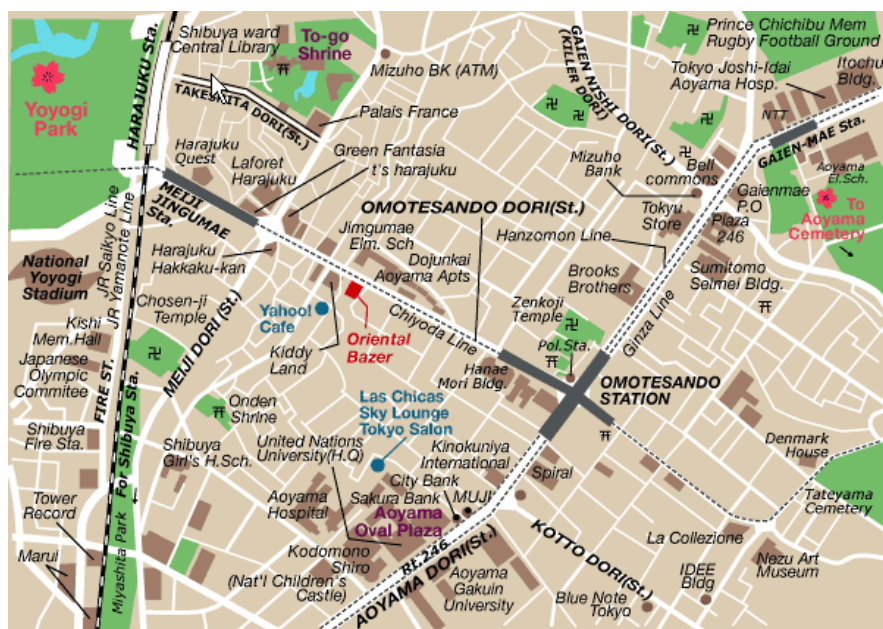 Shibuya ward
Central Library
To-go
Shrine
HARAJUKU Sta.
Yoyogi
Park
TAKESHITA DORI(St.)
Mizuho BK (ATM)
Palais France
GAIEN NISHI DORI(St.)
(KILLER DORI)
Prince Chichibu Mem
Rugby Football Ground
Tokyo Joshi-Idai
Aoyama Hosp.
Itochu
Bldg.
NTT
GAIEN-MAE Sta.
Aoyama
El.Sch.
Harajuku
Quest
Laforet
Harajuku
Green Fantasia
t's harajuku
MEIJI
JINGUMAE
Sta.
OMOTESANDO DORI(St.)
Mizuho
Bank
Bell
commons
Tokyu
Store
Gaienmae
P.O
Plaza
246
To
Aoyama
Cemetery
Hanzomon Line
Jimgumae
Elm. Sch
Dojunkai
Aoyama Apts
Harajuku
Hakkaku-kan
National
Yoyogi
Stadium
JR Saikyo Line
JR Yamanote Line
Chosen-ji
Temple
MEIJI DORI(St.)
Yahoo!
Cafe
Kiddy
Land
Oriental
Bazer
Chiyoda Line
Brooks
Brothers
Sumitomo
Seimei Bldg.
Zenkoji
Temple
Pol.Sta.
Ginza Line
Kishi
Mem.Hall
Japanese
Olympic
Commitee
FIRE ST.
For Shibuya Sta.
Hanae
Mori Bldg.
OMOTESANDO
STATION
Onden
Shrine
Las Chicas
Sky Lounge
Tokyo Salon
Shibuya
Fire Sta.
Shibuya
Girl's H.Sch.
United Nations
University(H.Q)
Kinokuniya
International
City Bank
Sakura Bank
MUJI
Spiral
Denmark
House
Tateyama
Cemetery
Tower
Record
Marui
Miyashita Park
Aoyama
Hospital
Aoyama
Oval Plaza
Kodomono
Shiro
(Nat'l Children's
Castle)
Rt.246
AOYAMA DORI(St.)
Aoyama
Gakuin
University
KOTTO DORI(St.)
Blue Note
Tokyo
La Collezione
IDEE
Bldg
Nezu Art
Museum